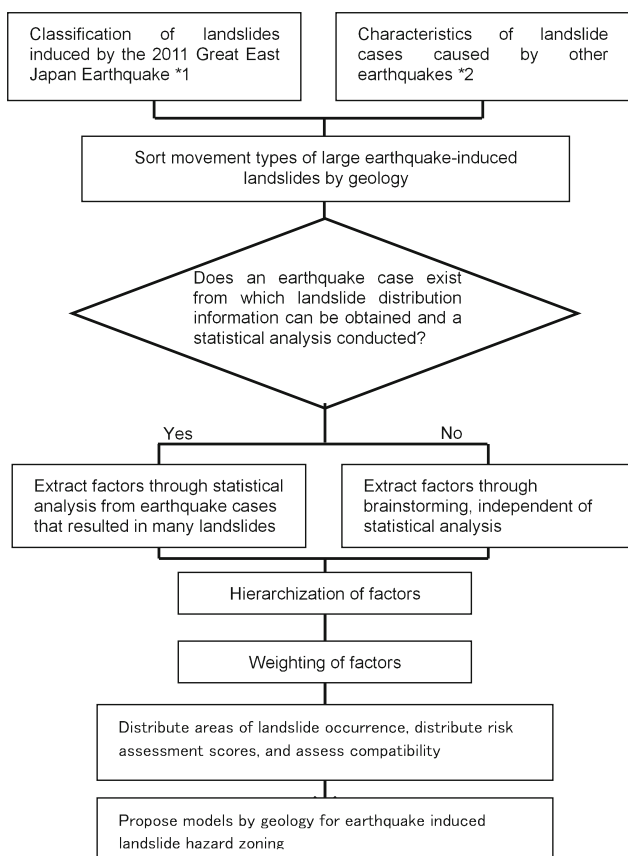 Classification of landslides
induced by the 2011 Great East
Japan Earthquake *1
Characteristics of landslide
cases caused by other
earthquakes *2
Sort movement types of large earthquake-induced
landslides by geology
Does an earthquake case exist
from which landslide distribution
information can be obtained and a
statistical analysis conducted?
Yes
No
Extract factors through statistical
analysis from earthquake cases
that resulted in many landslides
Extract factors through
brainstorming, independent of
statistical analysis
Hierarchization of factors
Weighting of factors
Distribute areas of landslide occurrence, distribute risk
assessment scores, and assess compatibility
Propose models by geology for earthquake induced
landslide hazard zoning